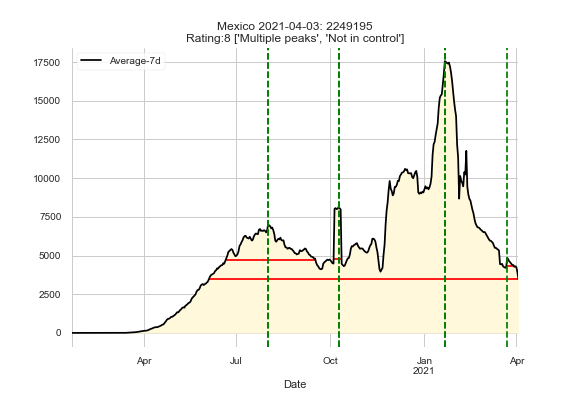 Mexico 2021-04-03: 2249195
Rating:8 ['Multiple peaks', 'Not in control']
Average-7d
17500
15000
12500
10000
7500
5000
2500
0
Apr
Jul
Oct
Jan
2021
Apr
Date